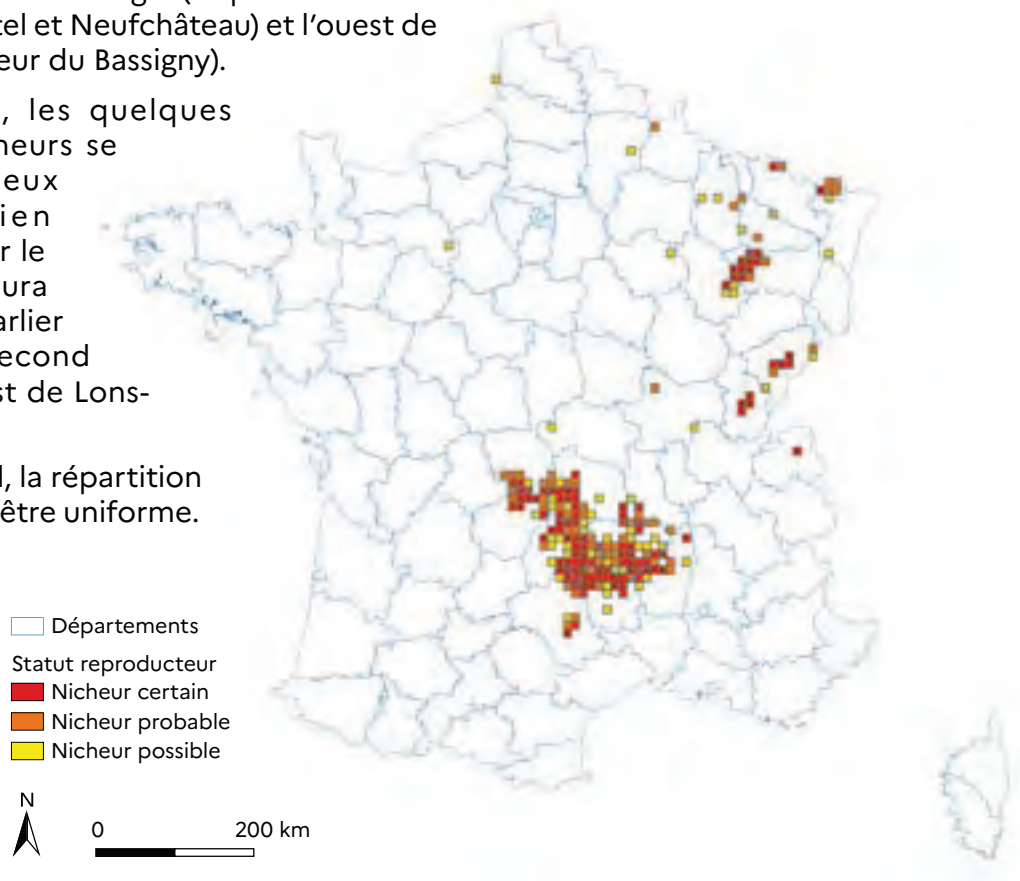 tel et Neufchâteau) et l’ouest de
eur du Bassigny).
, les quelques
neurs se
eux
ien
r le
ura
arlier
econd
st de Lons-
l, la répartition
être uniforme.
Départements
Statut reproducteur
Nicheur certain
Nicheur probable
Nicheur possible
N
0 200 km